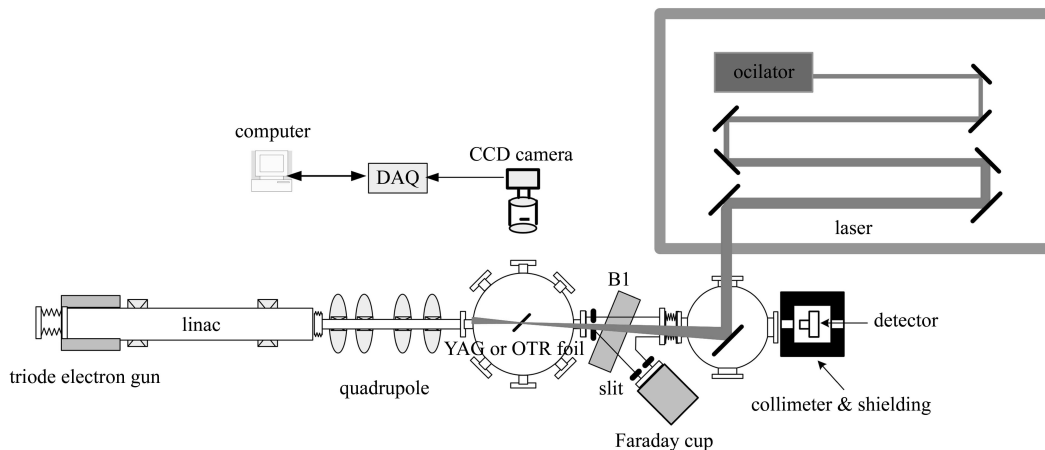 ocilator
computer
CCD camera
DAQ
laser
B1
linac
detector
YAG or OTR foil
triode electron gun
quadrupole
slit
collimeter & shielding
Faraday cup